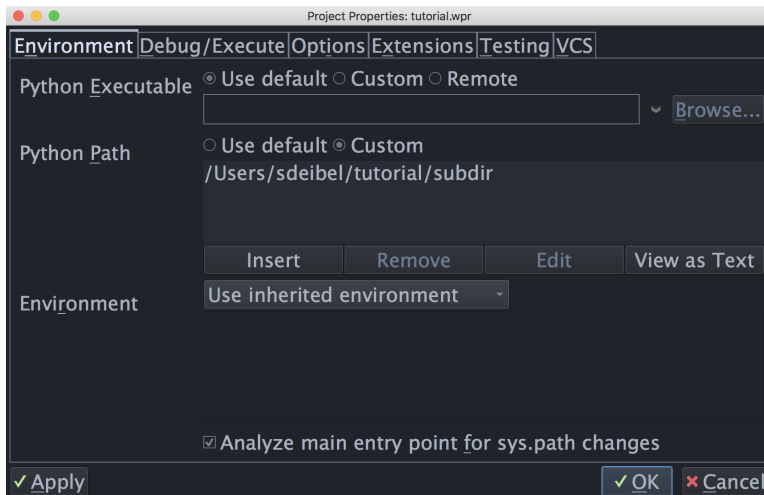 Project Properties: tutorial.wpr
Environment Debug/Execute Options Extensions Testing VCS
Python Executable Use default Custom Remote
Browse...
Python Path Use default Custom
/Users/sdeibel/tutorial/subdir
Insert Remove Edit View as Text
Environment Use inherited environment
Analyze main entry point for sys.path changes
Apply OK Cancel